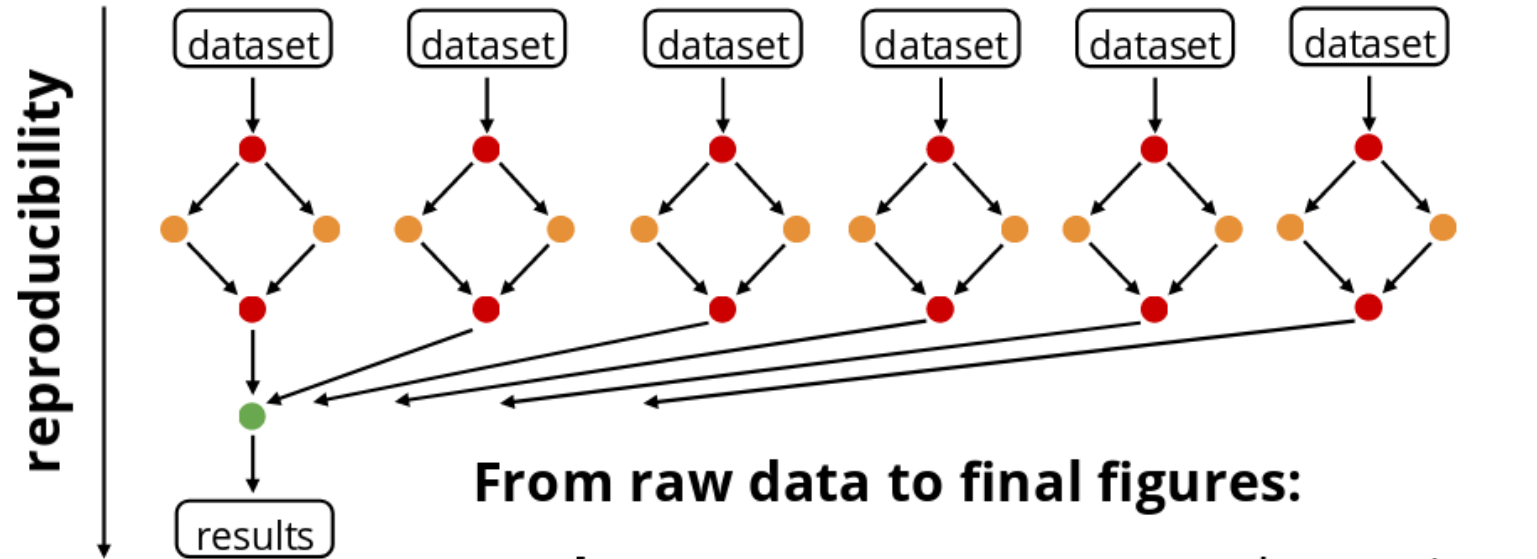 dataset dataset dataset dataset dataset dataset
reproducibility
From raw data to final figures:
results